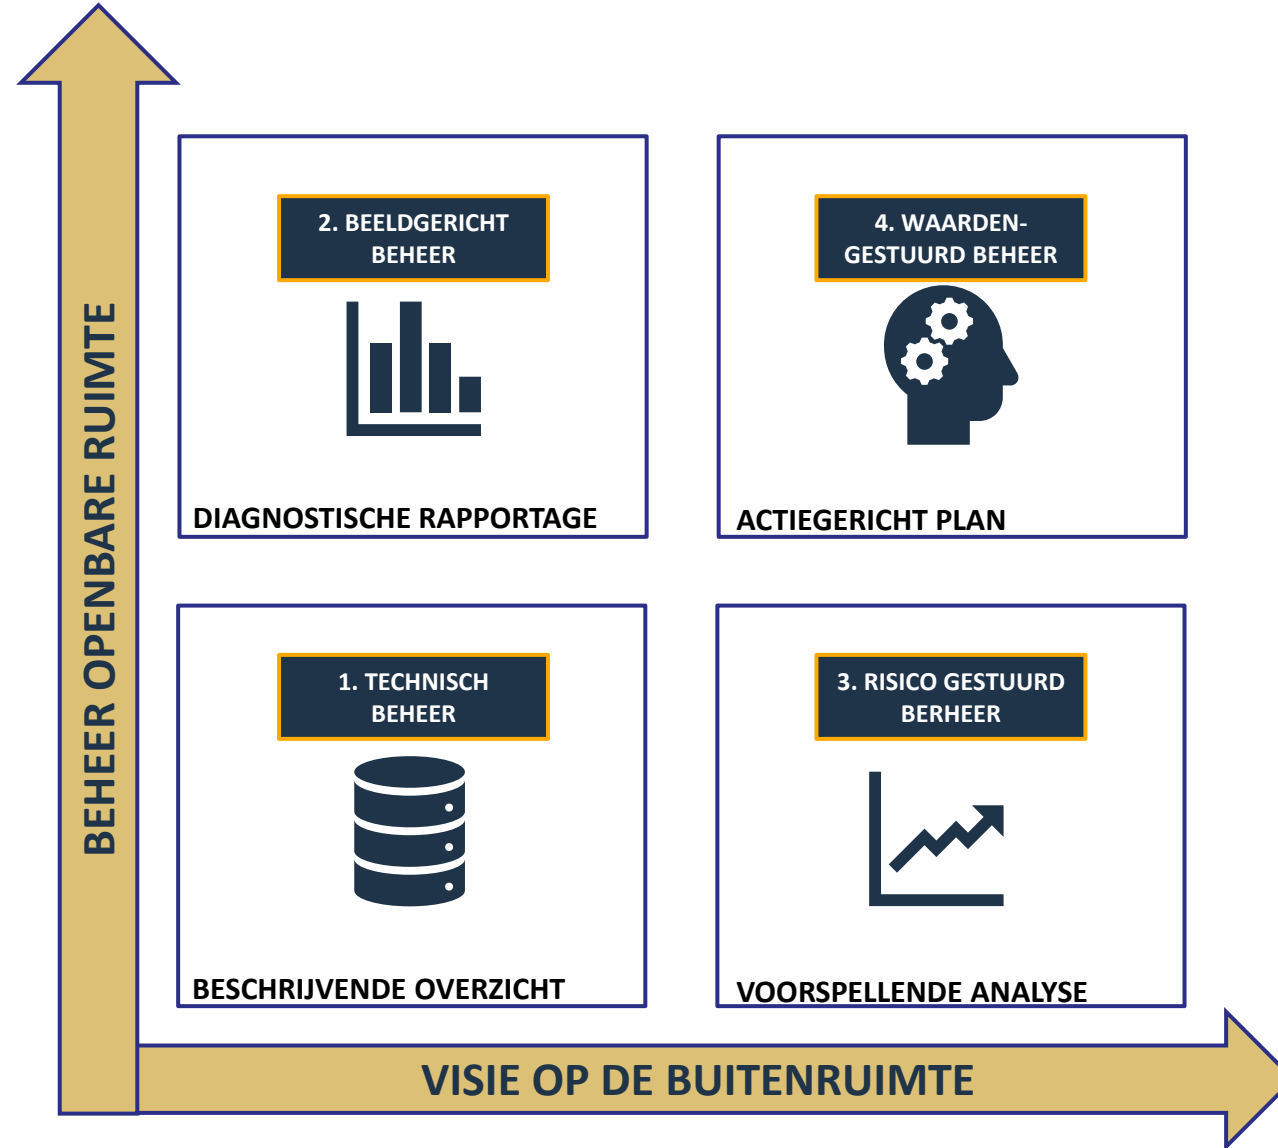 BEHEER OPENBARE RUIMTE
2. BEELDGERICHT
BEHEER
DIAGNOSTISCHE RAPPORTAGE
4. WAARDEN-
GESTUURD BEHEER
ACTIEGERICHT PLAN
1. TECHNISCH
BEHEER
BESCHRIJVENDE OVERZICHT
3. RISICO GESTUURD
BERHEER
VOORSPELLENDE ANALYSE
VISIE OP DE BUITENRUIMTE